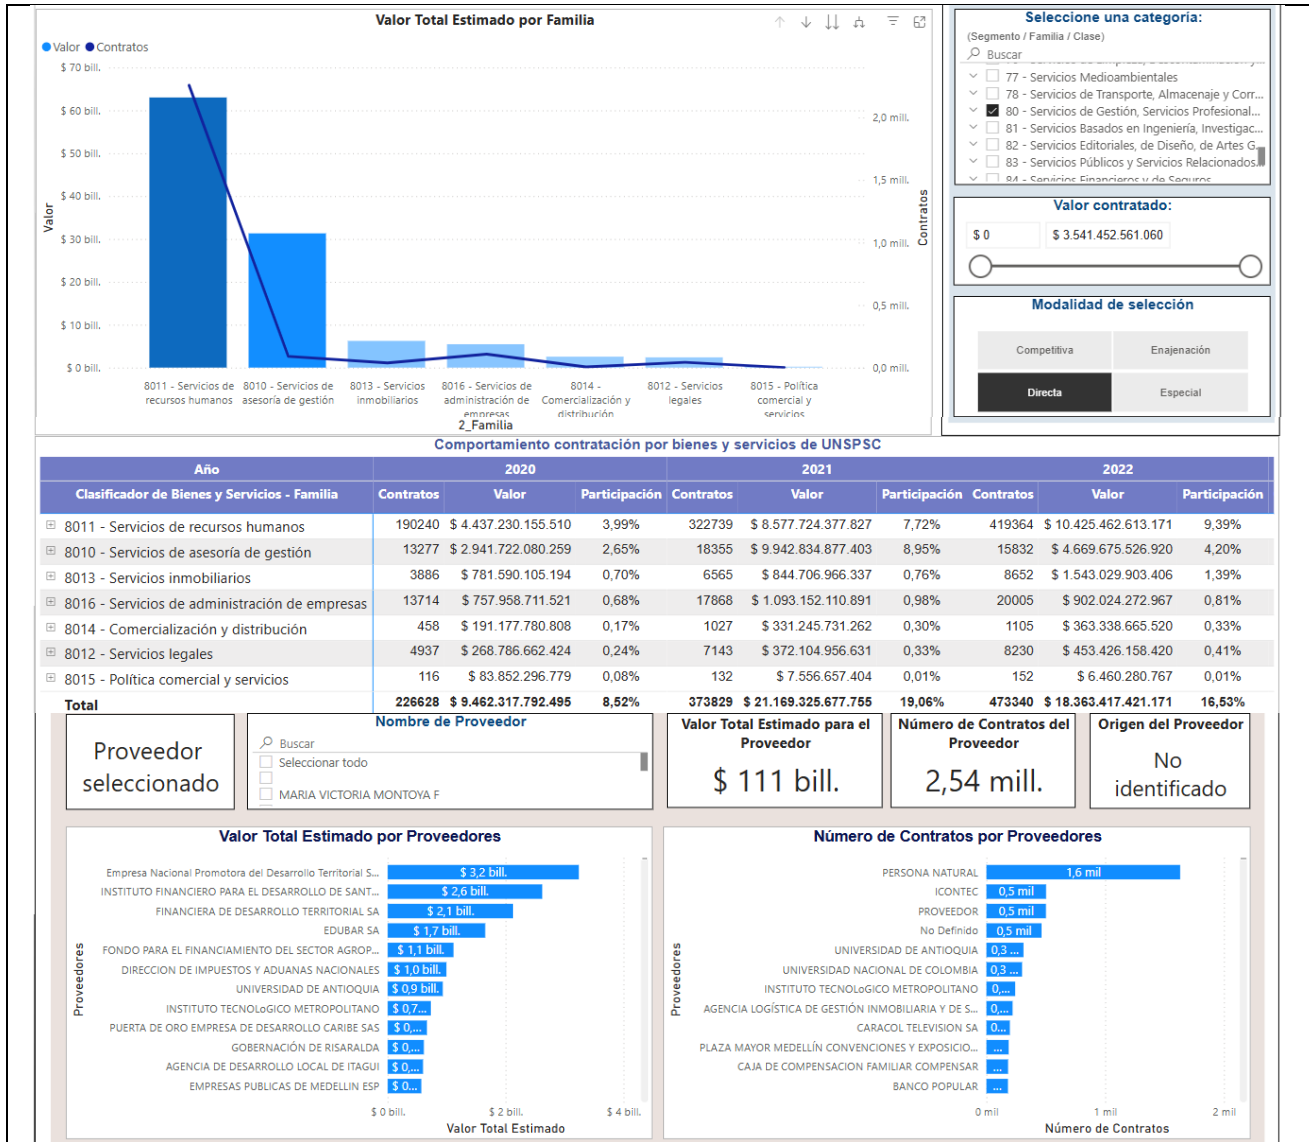 Valor Total Estimado por Familia
Valor Contratos
$ 70 bill.
$ 60 bill.
$ 50 bill.
$ 40 bill.
$ 30 bill.
$ 20 bill.
$ 10 bill.
$ 0 bill.
Valor
2,0 mill.
1,5 mill.
1,0 mill.
0,5 mill.
0,0 mill.
Contratos
8011 - Servicios de recursos humanos
8010 - Servicios de asesoría de gestión
8013 - Servicios inmobiliarios
8016 - Servicios de administración de empresas
8014 - Comercialización y distribución
8012 - Servicios legales
8015 - Política comercial y servicios
2_Familia
Seleccione una categoría:
(Segmento / Familia / Clase)
Buscar
77 - Servicios Medioambientales
78 - Servicios de Transporte, Almacenaje y Corr...
80 - Servicios de Gestión, Servicios Profesional...
81 - Servicios Basados en Ingeniería, Investigac...
82 - Servicios Editoriales, de Diseño, de Artes G...
83 - Servicios Públicos y Servicios Relacionados...
84 - Servicios Financieros y de Seguros
Valor contratado:
$ 0 $ 3.541.452.561.060
Modalidad de selección
Competitiva Enajenación
Directa Especial
Comportamiento contratación por bienes y servicios de UNSPSC
Año 2020 2021 2022
Clasificador de Bienes y Servicios - Familia Contratos Valor Participación Contratos Valor Participación Contratos Valor Participación
8011 - Servicios de recursos humanos 190240 $ 4.437.230.155.510 3,99% 322739 $ 8.577.724.377.827 7,72% 419364 $ 10.425.462.613.171 9,39%
8010 - Servicios de asesoría de gestión 13277 $ 2.941.722.080.259 2,65% 18355 $ 9.942.834.877.403 8,95% 15832 $ 4.669.675.526.920 4,20%
8013 - Servicios inmobiliarios 3886 $ 781.590.105.194 0,70% 6565 $ 844.706.966.337 0,76% 8652 $ 1.543.029.903.406 1,39%
8016 - Servicios de administración de empresas 13714 $ 757.958.711.521 0,68% 17868 $ 1.093.152.110.891 0,98% 20005 $ 902.024.272.967 0,81%
8014 - Comercialización y distribución 458 $ 191.177.780.808 0,17% 1027 $ 331.245.731.262 0,30% 1105 $ 363.338.665.520 0,33%
8012 - Servicios legales 4937 $ 268.786.662.424 0,24% 7143 $ 372.104.956.631 0,33% 8230 $ 453.426.158.420 0,41%
8015 - Política comercial y servicios 116 $ 83.852.296.779 0,08% 132 $ 7.556.657.404 0,01% 152 $ 6.460.280.767 0,01%
Total 226628 $ 9.462.317.792.495 8,52% 373829 $ 21.169.325.677.755 19,06% 473340 $ 18.363.417.421.171 16,53%
Proveedor seleccionado
Nombre de Proveedor
Buscar
Seleccionar todo
MARIA VICTORIA MONTOYA F
Valor Total Estimado para el Proveedor
$ 111 bill.
Número de Contratos del Proveedor
2,54 mill.
Origen del Proveedor
No identificado
Valor Total Estimado por Proveedores
Proveedores
Empresa Nacional Promotora del Desarrollo Territorial S... $ 3,2 bill.
INSTITUTO FINANCIERO PARA EL DESARROLLO DE SANT... $ 2,6 bill.
FINANCIERA DE DESARROLLO TERRITORIAL SA $ 2,1 bill.
EDUBAR SA $ 1,7 bill.
FONDO PARA EL FINANCIAMIENTO DEL SECTOR AGROP... $ 1,1 bill.
DIRECCION DE IMPUESTOS Y ADUANAS NACIONALES $ 1,0 bill.
UNIVERSIDAD DE ANTIOQUIA $ 0,9 bill.
INSTITUTO TECNOLoGICO METROPOLITANO $ 0,7...
PUERTA DE ORO EMPRESA DE DESARROLLO CARIBE SAS $ 0,...
GOBERNACIÓN DE RISARALDA $ 0,...
AGENCIA DE DESARROLLO LOCAL DE ITAGUI $ 0,...
EMPRESAS PUBLICAS DE MEDELLIN ESP $ 0...
$ 0 bill. $ 2 bill. $ 4 bill.
Valor Total Estimado
Número de Contratos por Proveedores
Proveedores
PERSONA NATURAL 1,6 mil
ICONTEC 0,5 mil
PROVEEDOR 0,5 mil
No Definido 0,5 mil
UNIVERSIDAD DE ANTIOQUIA 0,3 ...
UNIVERSIDAD NACIONAL DE COLOMBIA 0,3 ...
INSTITUTO TECNOLoGICO METROPOLITANO 0,...
AGENCIA LOGÍSTICA DE GESTIÓN INMOBILIARIA Y DE S... 0,...
CARACOL TELEVISION SA 0...
PLAZA MAYOR MEDELLÍN CONVENCIONES Y EXPOSICIO... ...
CAJA DE COMPENSACION FAMILIAR COMPENSAR ...
BANCO POPULAR ...
0 mil 1 mil 2 mil
Número de Contratos